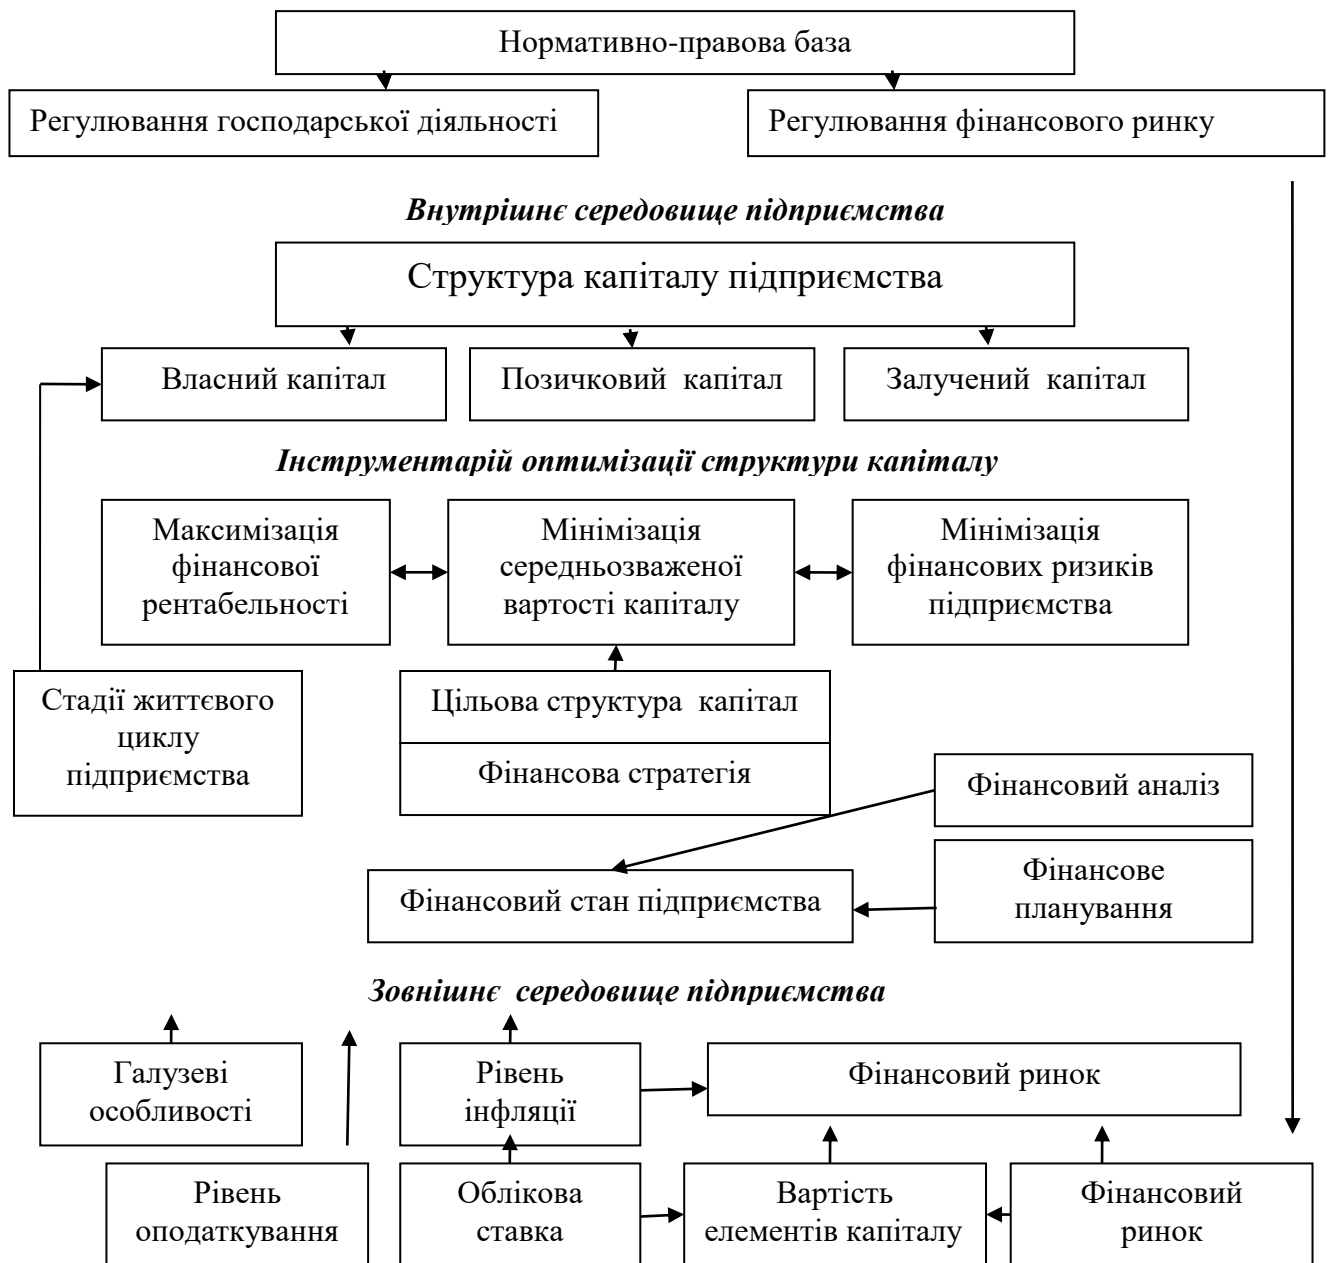 Нормативно-правова база
Регулювання господарської діяльності
Регулювання фінансового ринку
Внутрішнє середовище підприємства
Структура капіталу підприємства
Власний капітал
Позичковий капітал
Залучений капітал
Інструментарій оптимізації структури капіталу
Максимізація
фінансової
рентабельності
Мінімізація
середньозваженої
вартості капіталу
Мінімізація
фінансових ризиків
підприємства
Стадії життєвого
циклу
підприємства
Цільова структура капітал
Фінансова стратегія
Фінансовий аналіз
Фінансове
планування
Фінансовий стан підприємства
Зовнішнє середовище підприємства
Галузеві
особливості
Рівень
інфляції
Фінансовий ринок
Рівень
оподаткування
Облікова
ставка
Вартість
елементів капіталу
Фінансовий
ринок